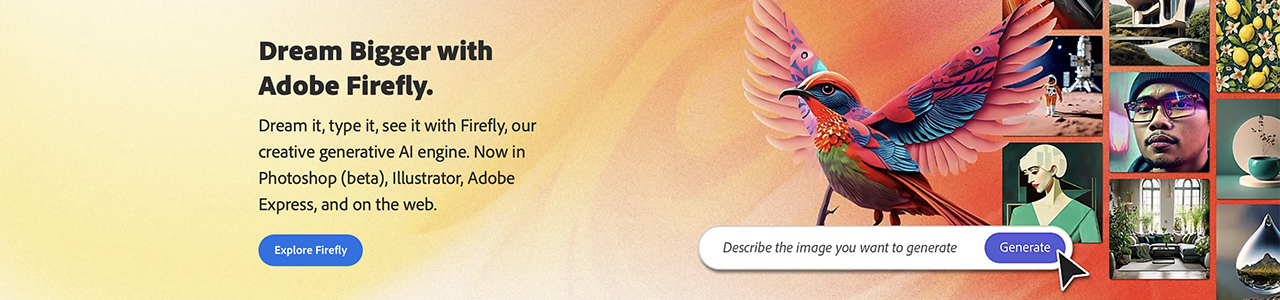 Dream Bigger with
Adobe Firefly.
Dream it, type it, see it with Firefly, our
creative generative AI engine. Now in
Photoshop (beta), Illustrator, Adobe
Express, and on the web.
Explore Firefly
Describe the image you want to generate
Generate